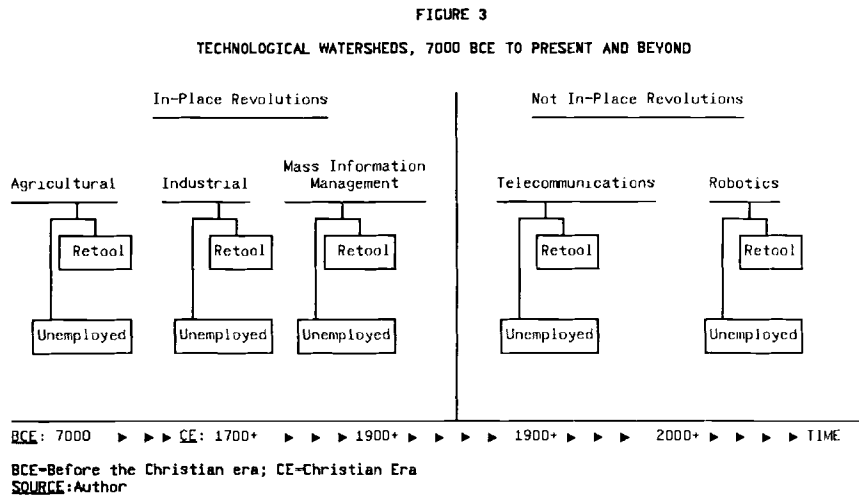 FIGURE 3
TECHNOLOGICAL WATERSHEDS, 7000 BCE TO PRESENT AND BEYOND
In-Place Revolutions Not In-Place Revolutions
Mass Information
Agricultural Industrial Management Telecommunications Robotics
Retool Retool Retool Retool Retool
Unemployed Unemployed Unemployed Unemployed Unemployed
BCE: 7000 ▶ ▶ ▶ CE: 1700+ ▶ ▶ ▶ ▶ 1900+ ▶ ▶ ▶ ▶ ▶ 1900+ ▶ ▶ 2000+ ▶ ▶ ▶ ▶ ▶ TIME
BCE=Before the Christian era; CE=Christian Era
SOURCE:Author